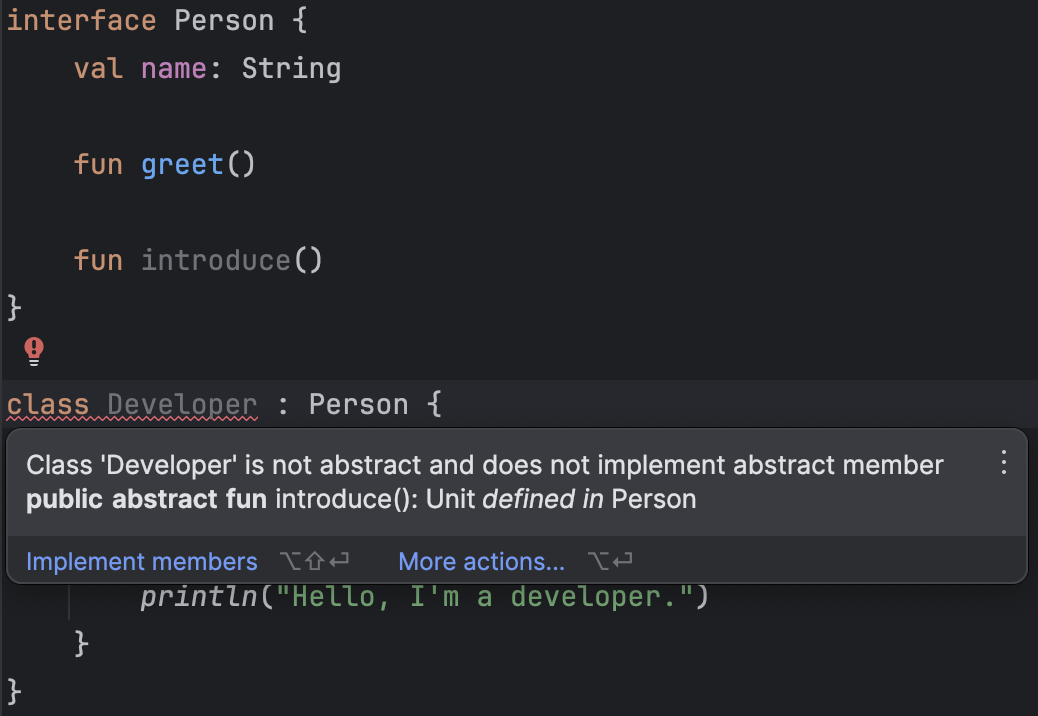 interface Person {
val name: String
fun greet()
fun introduce()
}
class Developer : Person {
Class 'Developer' is not abstract and does not implement abstract member
public abstract fun introduce(): Unit defined in Person
Implement members ⌥⇧⏎ More actions... ⌥⏎
println("Hello, I'm a developer.")
}
}